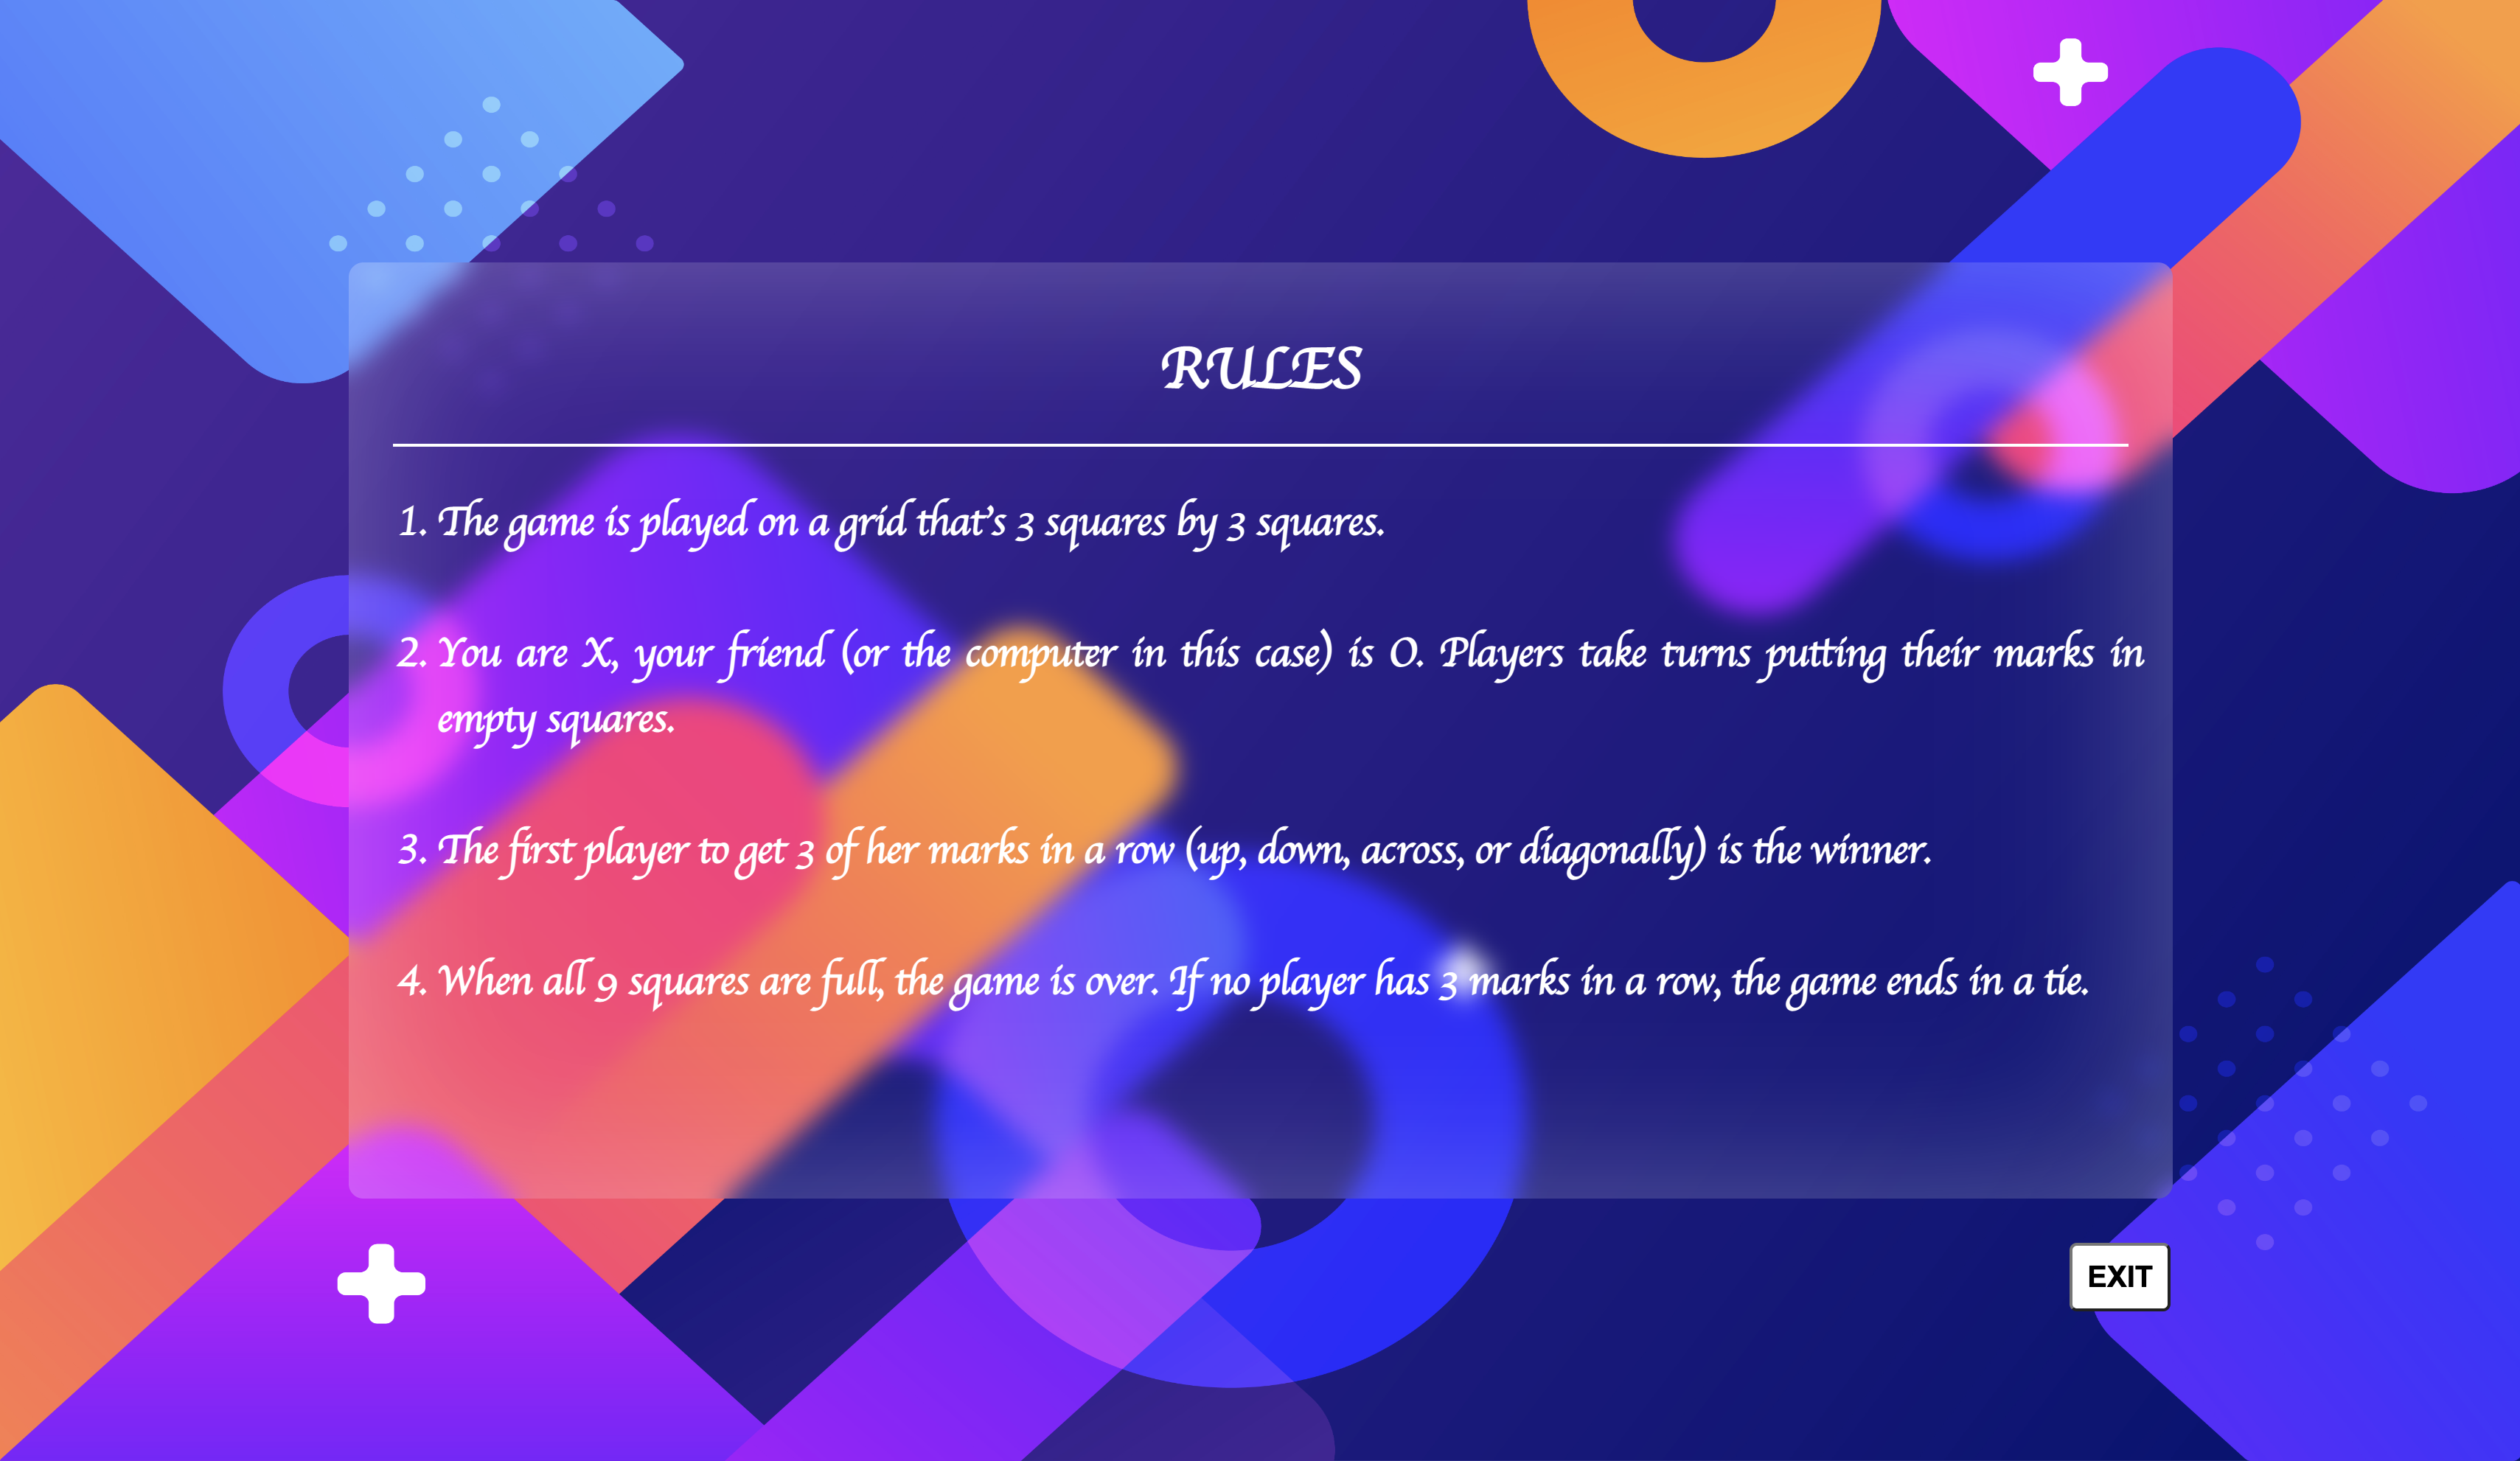 RULES
1. The game is played on a grid that's 3 squares by 3 squares.
2. You are X, your friend (or the computer in this case) is O. Players take turns putting their marks in
empty squares.
3. The first player to get 3 of her marks in a row (up, down, across, or diagonally) is the winner.
4. When all 9 squares are full, the game is over. If no player has 3 marks in a row, the game ends in a tie.
EXIT